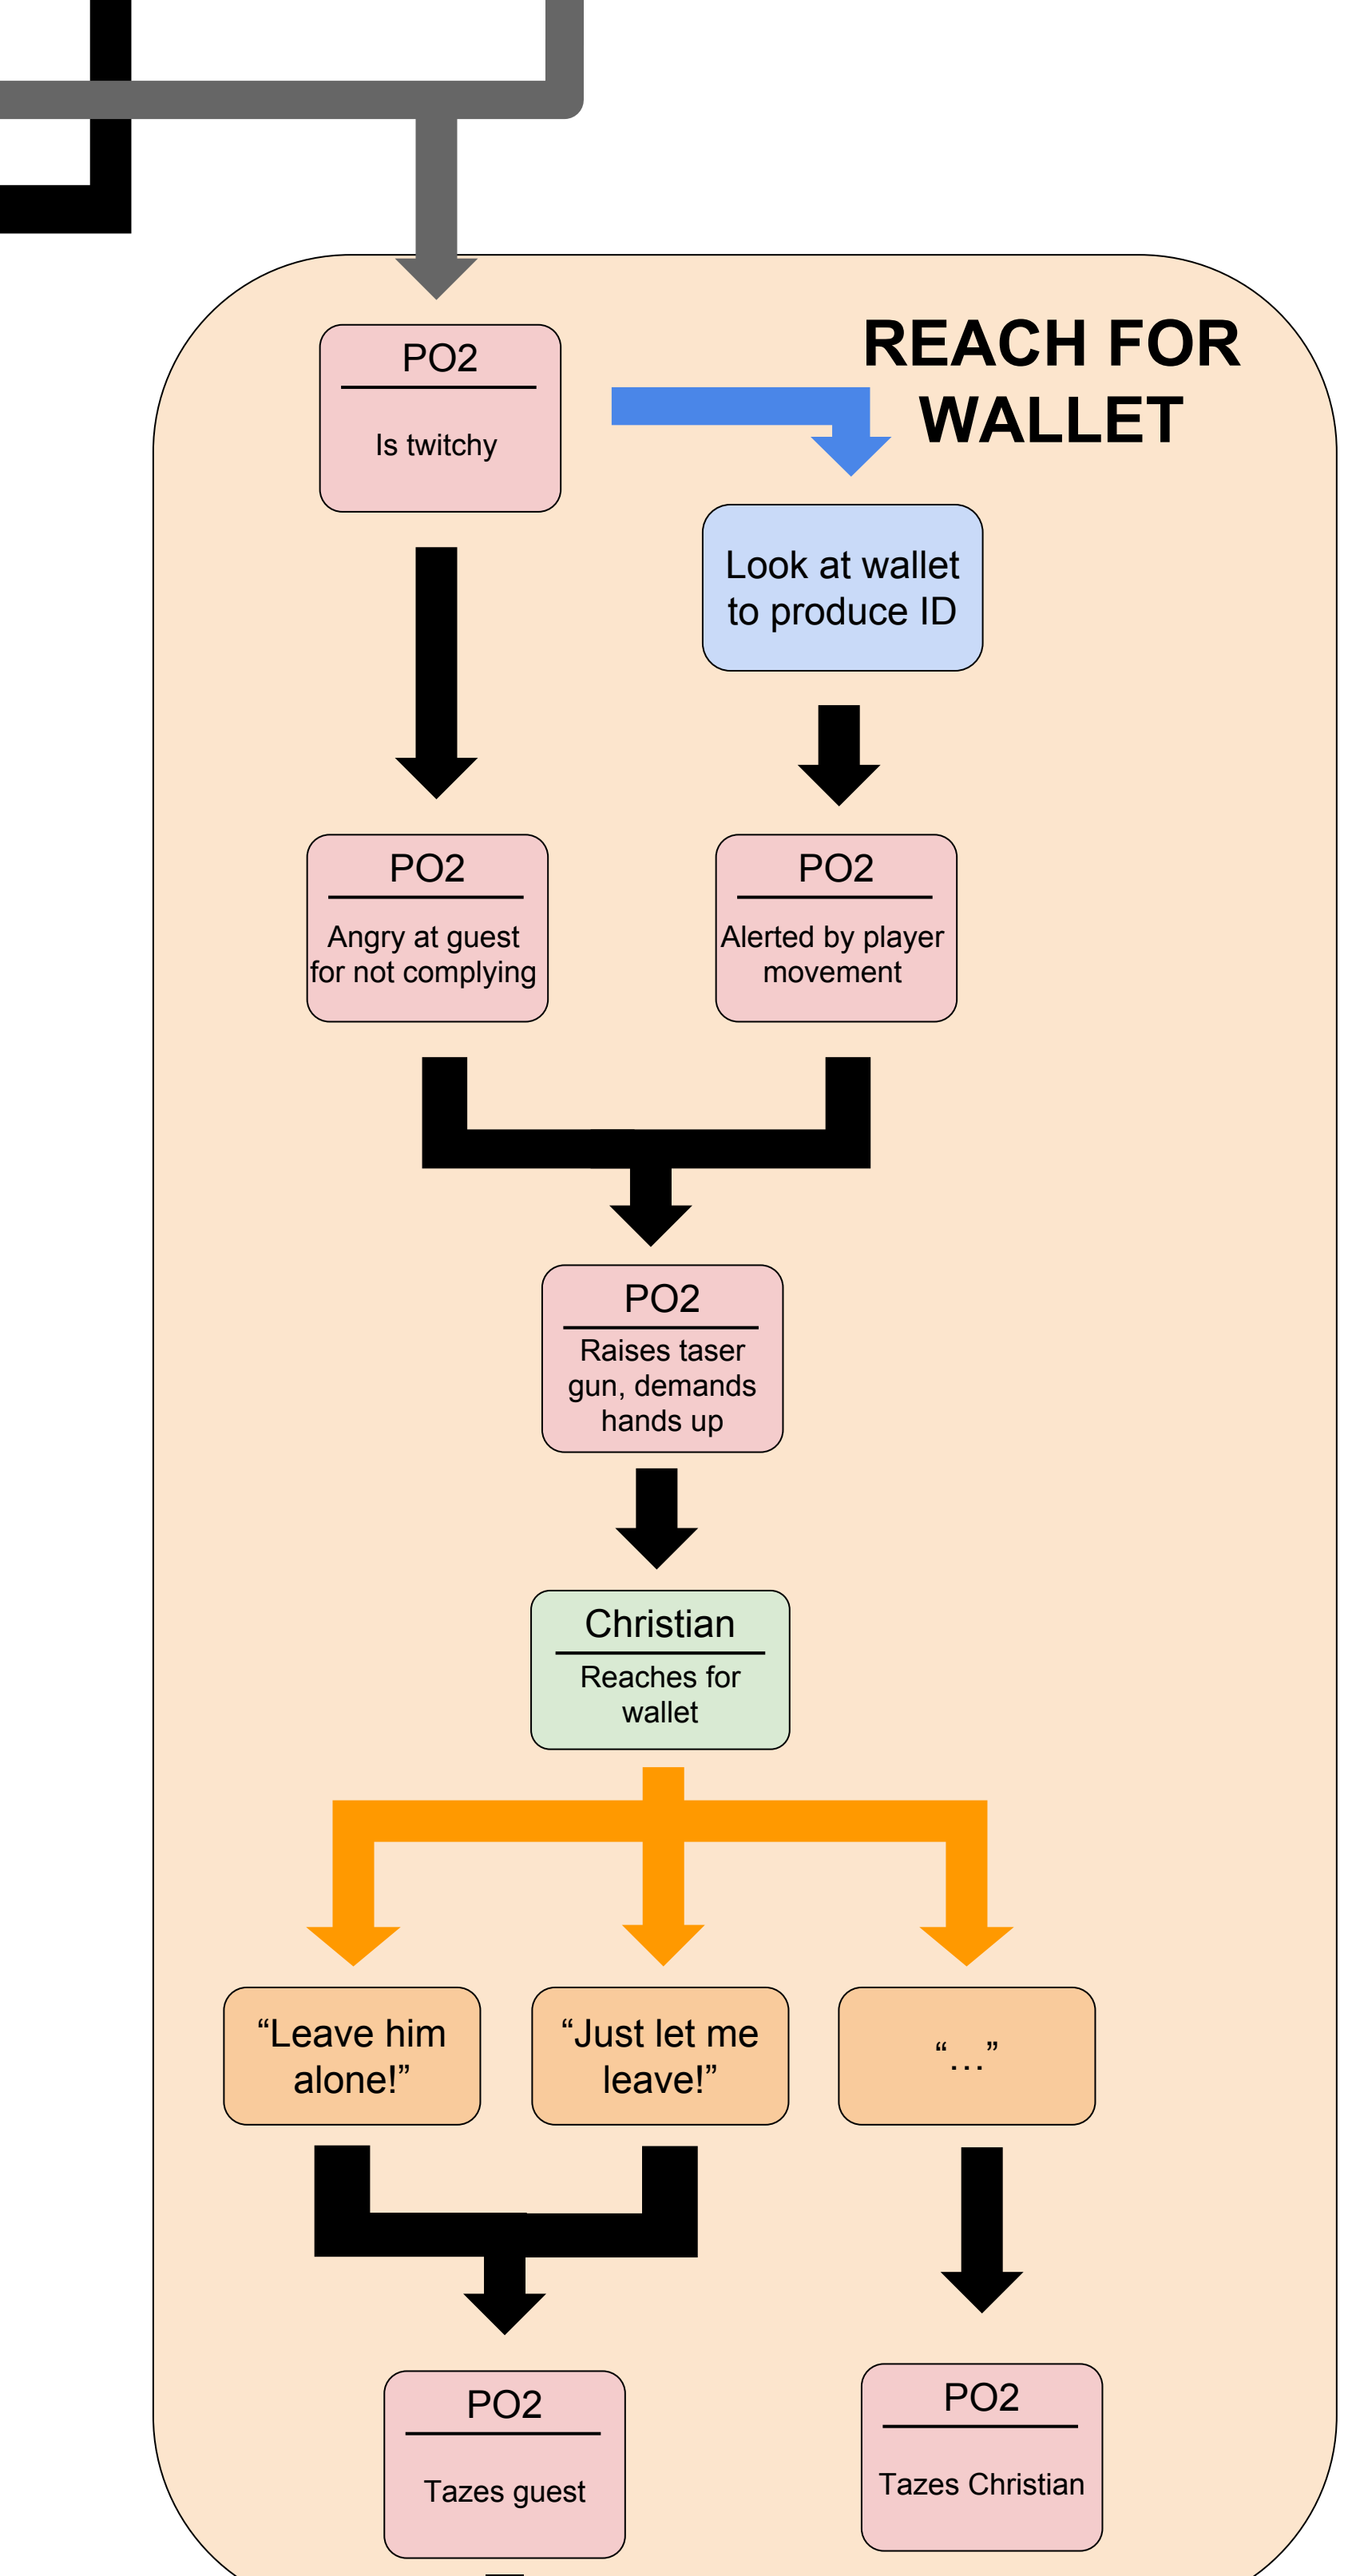 REACH FOR
WALLET
PO2
Is twitchy
Look at wallet
to produce ID
PO2
Angry at guest
for not complying
PO2
Alerted by player
movement
PO2
Raises taser
gun, demands
hands up
Christian
Reaches for
wallet
“Leave him
alone!”
“Just let me
leave!”
“…”
PO2
Tazes guest
PO2
Tazes Christian